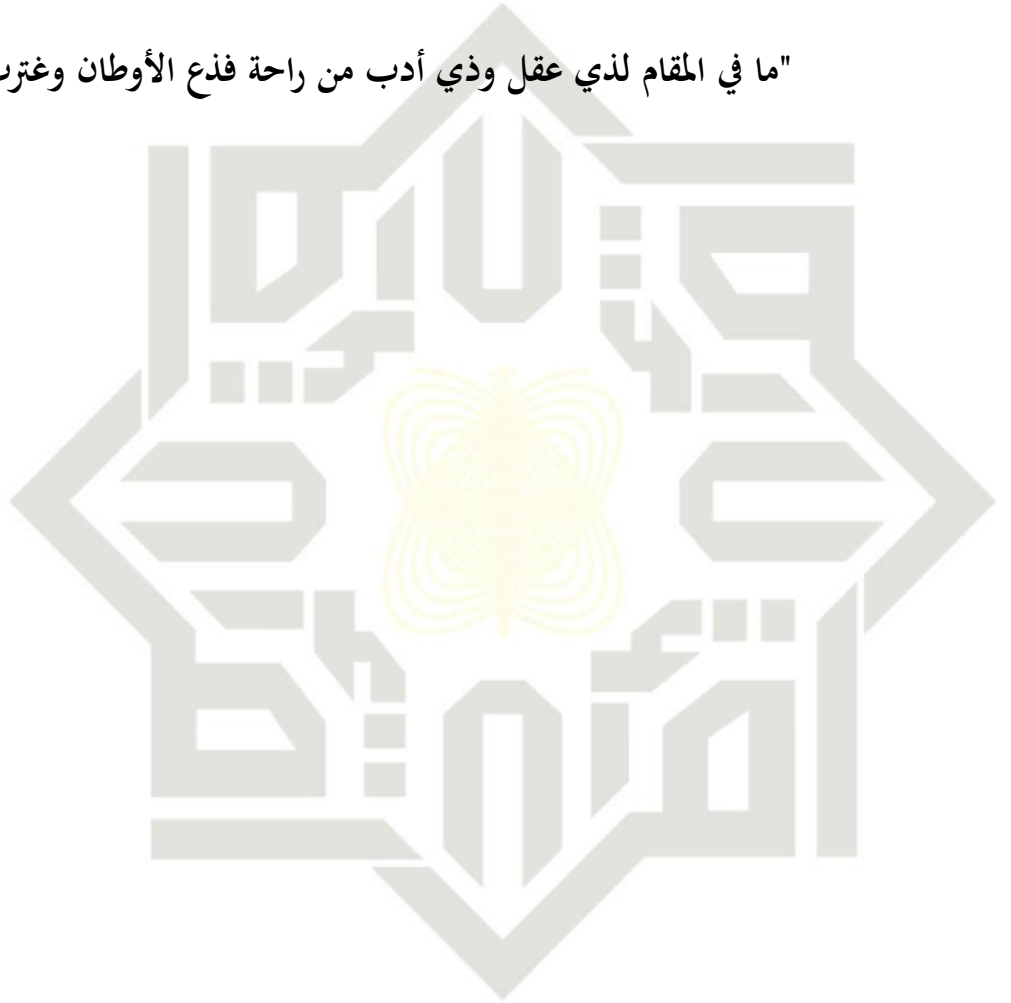 "ما في المقام لذي عقل وذي أدب من راحة فذع الأوطان وغترب